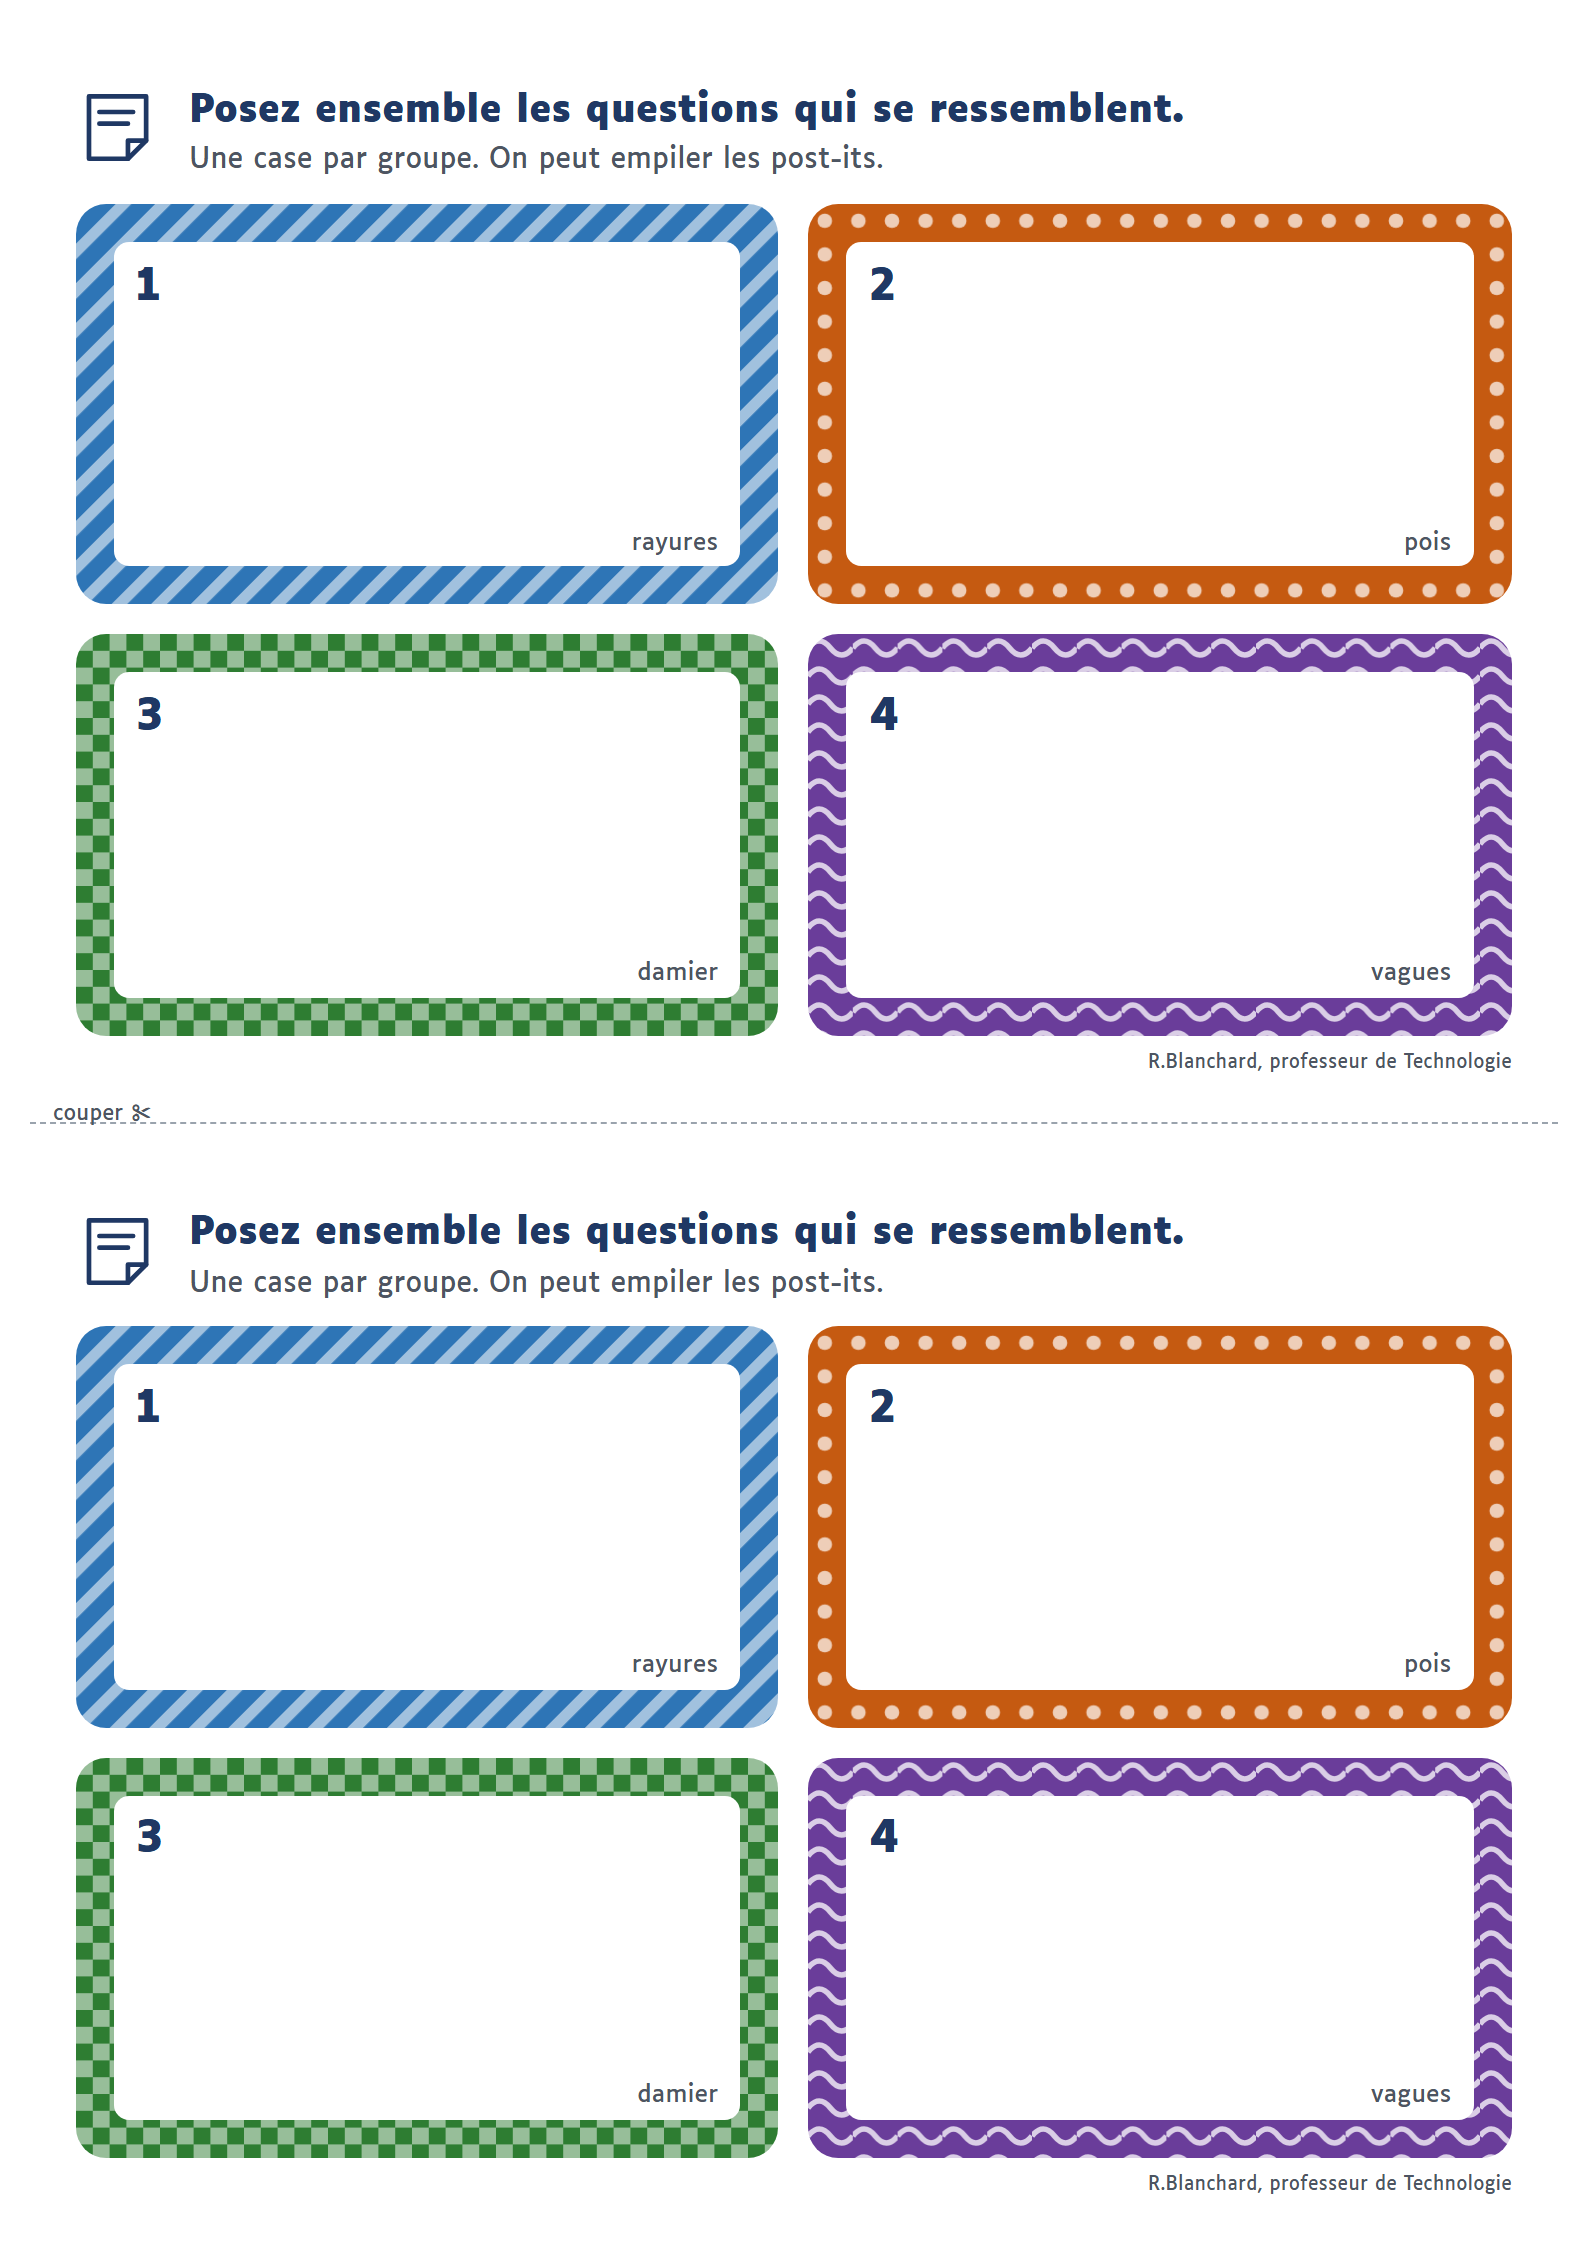 Posez ensemble les questions qui se ressemblent.
Une case par groupe. On peut empiler les post-its.
1
rayures
2
pois
3
damier
4
vagues
R.Blanchard, professeur de Technologie
couper ✂
Posez ensemble les questions qui se ressemblent.
Une case par groupe. On peut empiler les post-its.
1
rayures
2
pois
3
damier
4
vagues
R.Blanchard, professeur de Technologie